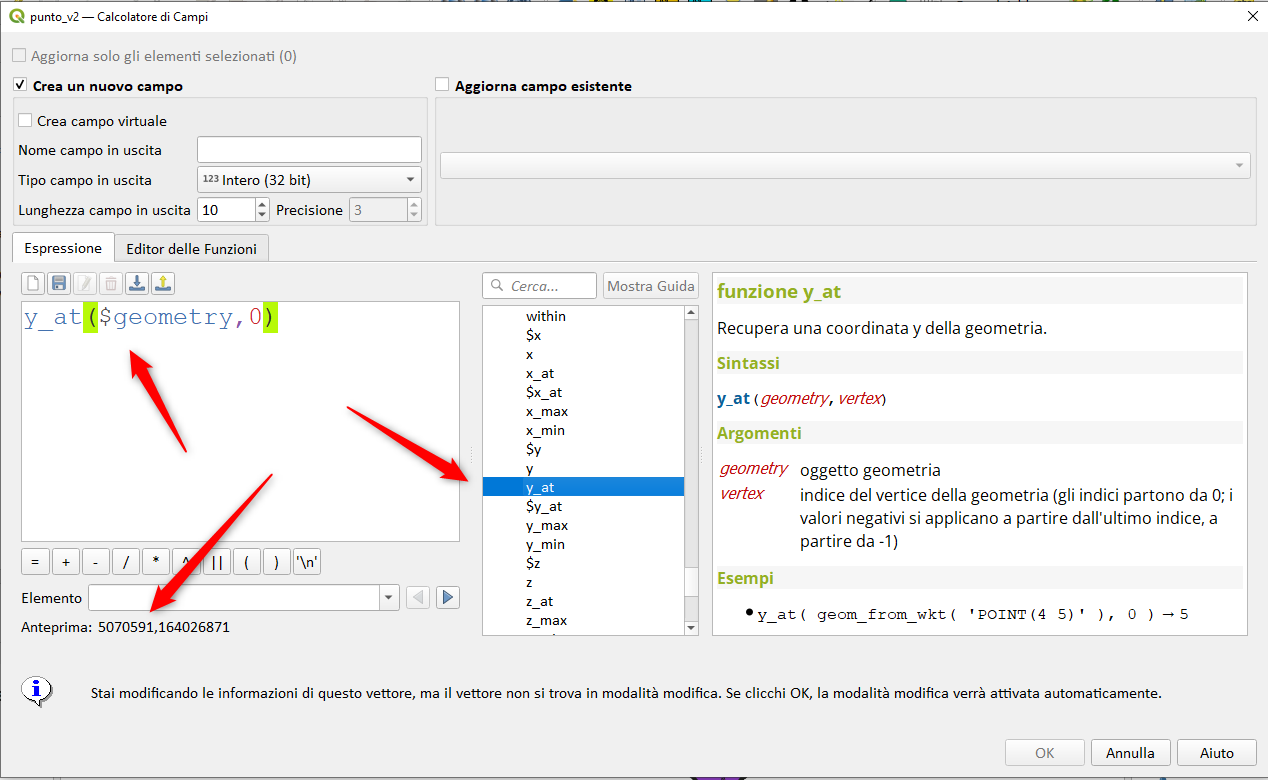 punto_v2 — Calcolatore di Campi
Aggiorna solo gli elementi selezionati (0)
Crea un nuovo campo
Aggiorna campo esistente
Crea campo virtuale
Nome campo in uscita
Tipo campo in uscita
123 Intero (32 bit)
Lunghezza campo in uscita
10
Precisione
3
Espressione
Editor delle Funzioni
y_at($geometry,0)
= + - / * ^ || ( ) '\n'
Elemento
Anteprima: 5070591,164026871
Cerca...
Mostra Guida
within
$x
x
x_at
$x_at
x_max
x_min
$y
y
y_at
$y_at
y_max
y_min
$z
z
z_at
z_max
funzione y_at
Recupera una coordinata y della geometria.
Sintassi
y_at(geometry, vertex)
Argomenti
geometry oggetto geometria
vertex indice del vertice della geometria (gli indici partono da 0; i
valori negativi si applicano a partire dall'ultimo indice, a
partire da -1)
Esempi
• y_at( geom_from_wkt( 'POINT(4 5)' ), 0 ) → 5
Stai modificando le informazioni di questo vettore, ma il vettore non si trova in modalità modifica. Se clicchi OK, la modalità modifica verrà attivata automaticamente.
OK
Annulla
Aiuto